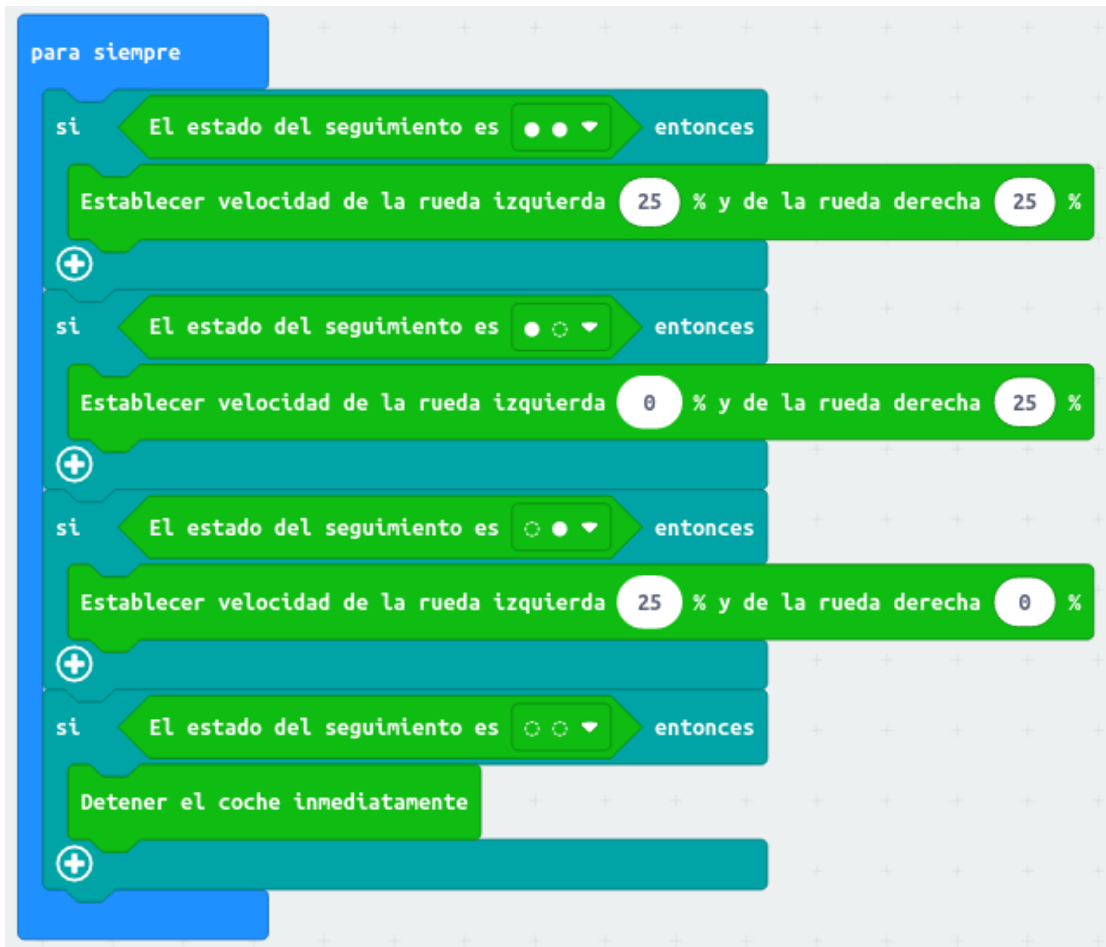 para siempre
si El estado del seguimiento es ● ● entonces
Establecer velocidad de la rueda izquierda 25 % y de la rueda derecha 25 %
si El estado del seguimiento es ● ◌ entonces
Establecer velocidad de la rueda izquierda 0 % y de la rueda derecha 25 %
si El estado del seguimiento es ◌ ● entonces
Establecer velocidad de la rueda izquierda 25 % y de la rueda derecha 0 %
si El estado del seguimiento es ◌ ◌ entonces
Detener el coche inmediatamente